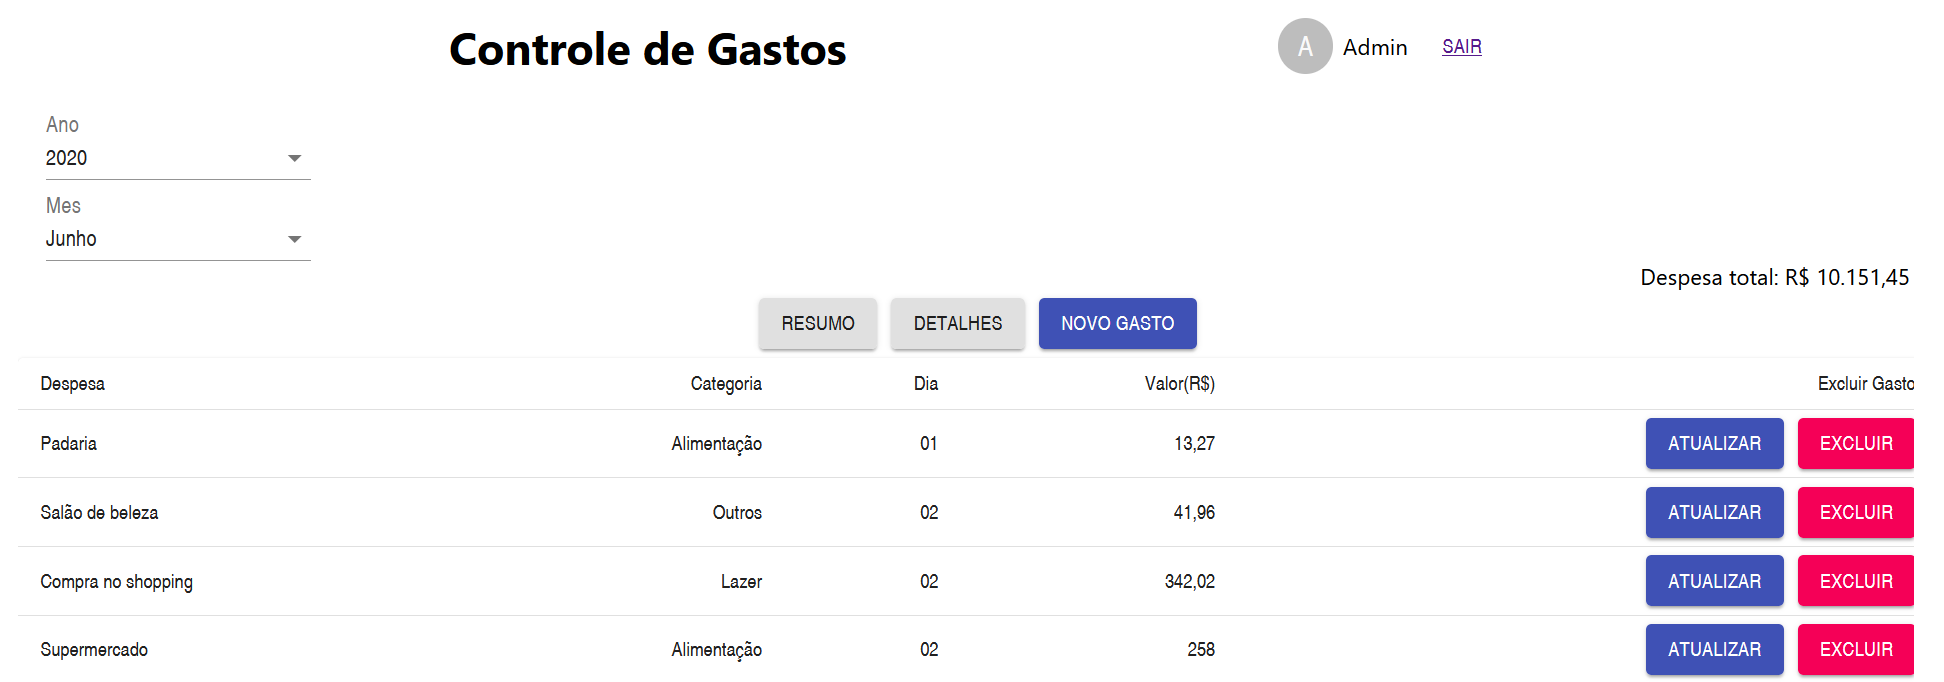 Controle de Gastos
A Admin SAIR
Ano
2020
Mes
Junho
Despesa total: R$ 10.151,45
RESUMO DETALHES NOVO GASTO
Despesa Categoria Dia Valor(R$) Excluir Gasto
Padaria Alimentação 01 13,27 ATUALIZAR EXCLUIR
Salão de beleza Outros 02 41,96 ATUALIZAR EXCLUIR
Compra no shopping Lazer 02 342,02 ATUALIZAR EXCLUIR
Supermercado Alimentação 02 258 ATUALIZAR EXCLUIR